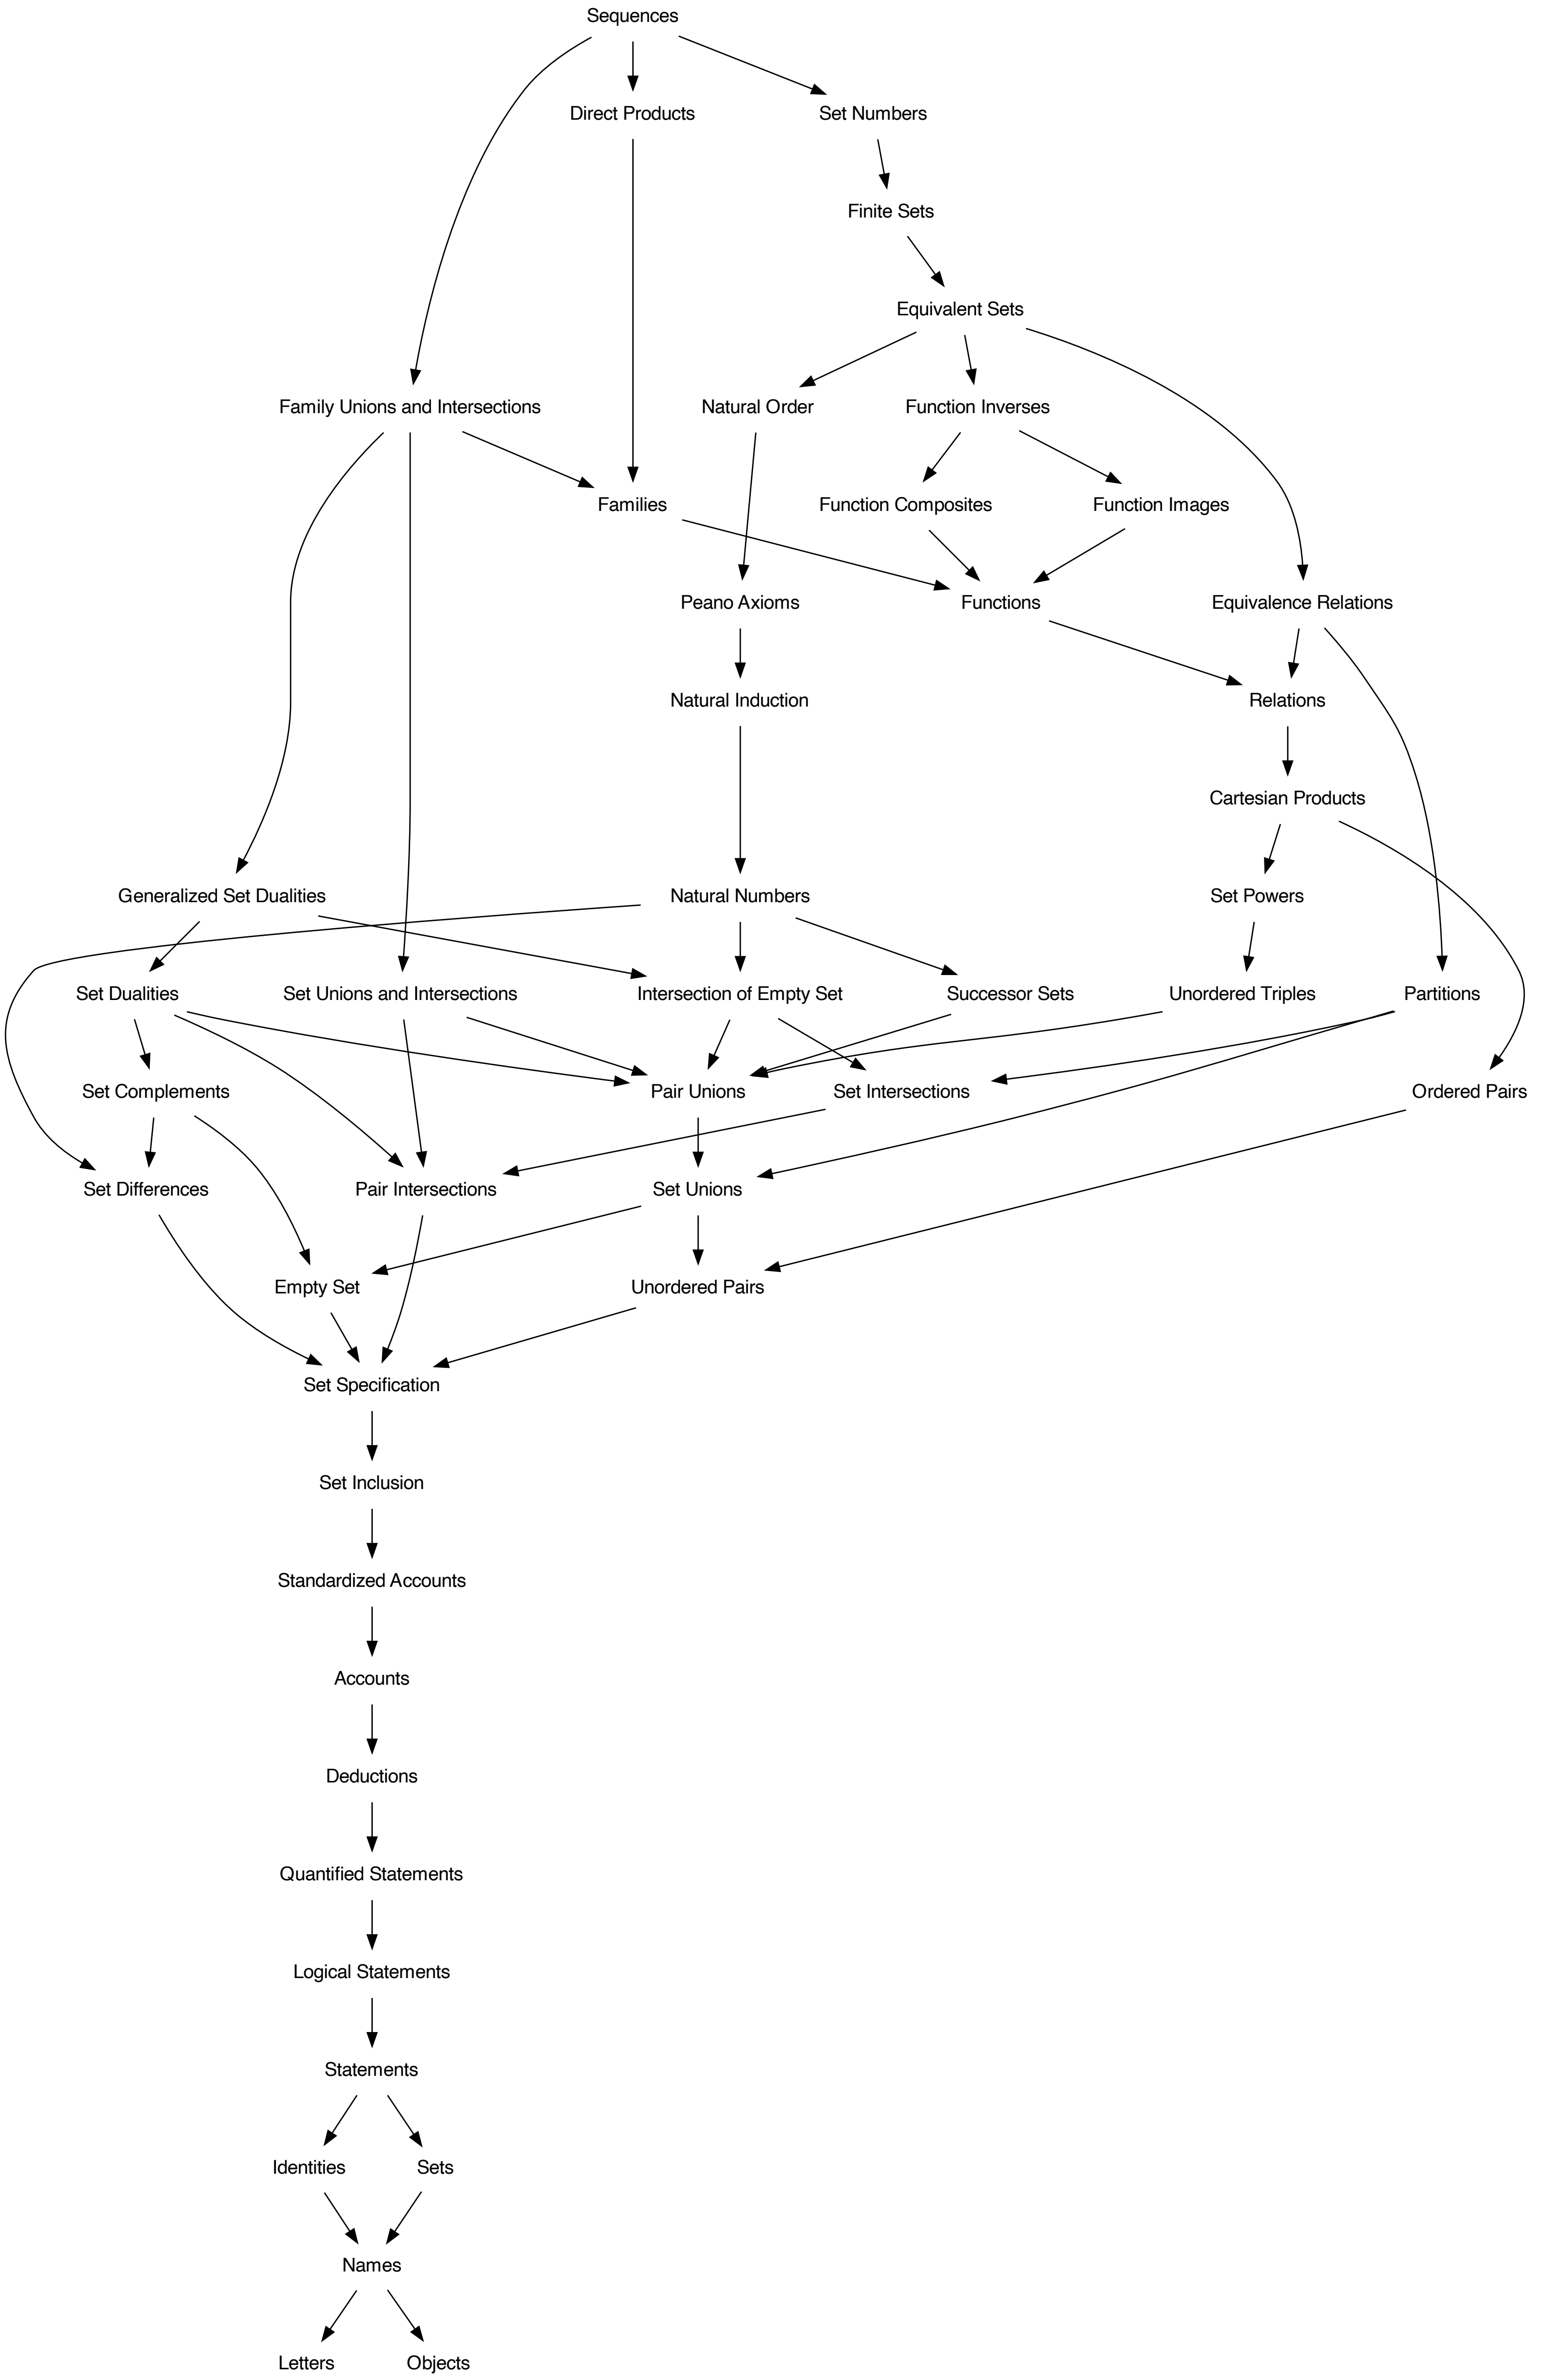 Sequences
Direct Products
Set Numbers
Finite Sets
Equivalent Sets
Family Unions and Intersections
Natural Order
Function Inverses
Families
Function Composites
Function Images
Peano Axioms
Functions
Equivalence Relations
Natural Induction
Relations
Cartesian Products
Generalized Set Dualities
Natural Numbers
Set Powers
Set Dualities
Set Unions and Intersections
Intersection of Empty Set
Successor Sets
Unordered Triples
Partitions
Set Complements
Pair Unions
Set Intersections
Ordered Pairs
Set Differences
Pair Intersections
Set Unions
Empty Set
Unordered Pairs
Set Specification
Set Inclusion
Standardized Accounts
Accounts
Deductions
Quantified Statements
Logical Statements
Statements
Identities
Sets
Names
Letters
Objects